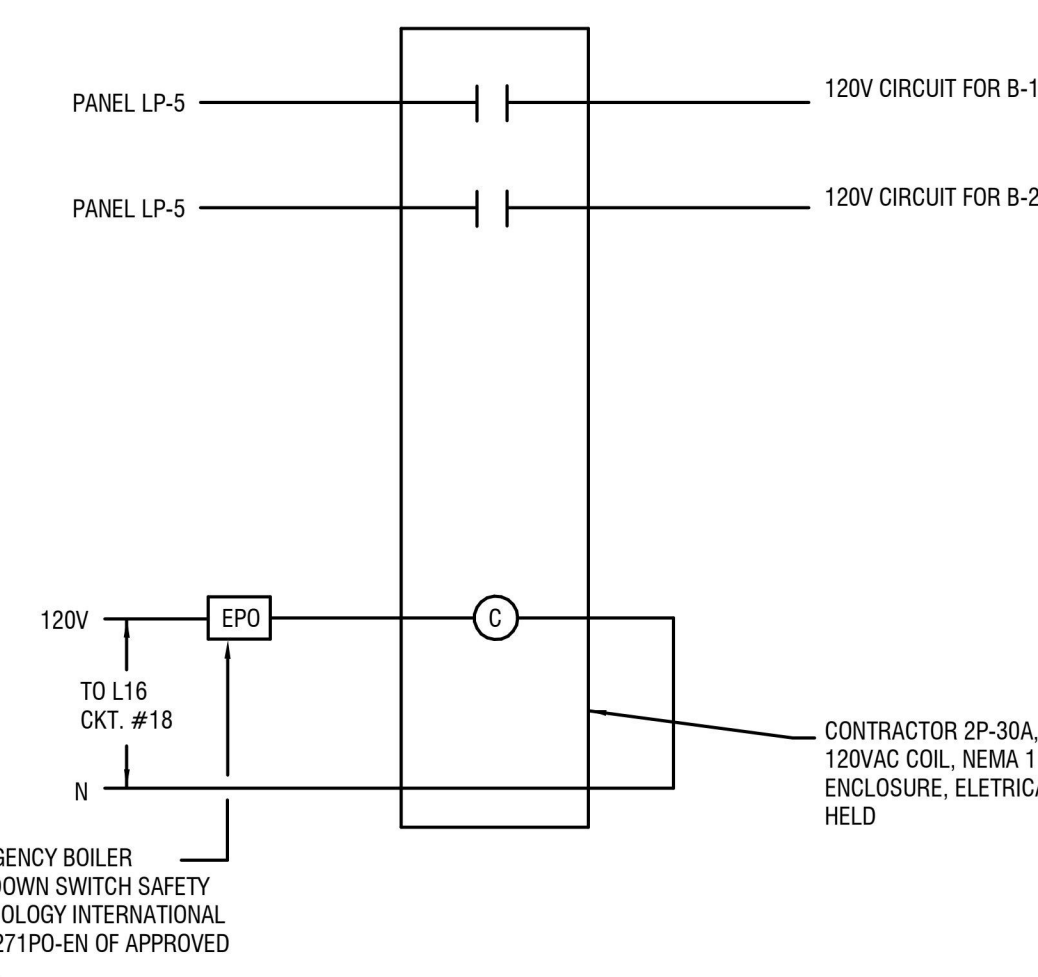 PANEL LP-5
120V CIRCUIT FOR B-1
PANEL LP-5
120V CIRCUIT FOR B-2
120V
EPO
C
TO L16
CKT. #18
N
CONTRACTOR 2P-30A,
120VAC COIL, NEMA 1
ENCLOSURE, ELETRICA
HELD
GENCY BOILER
DOWN SWITCH SAFETY
OLOGY INTERNATIONAL
271PO-EN OF APPROVED